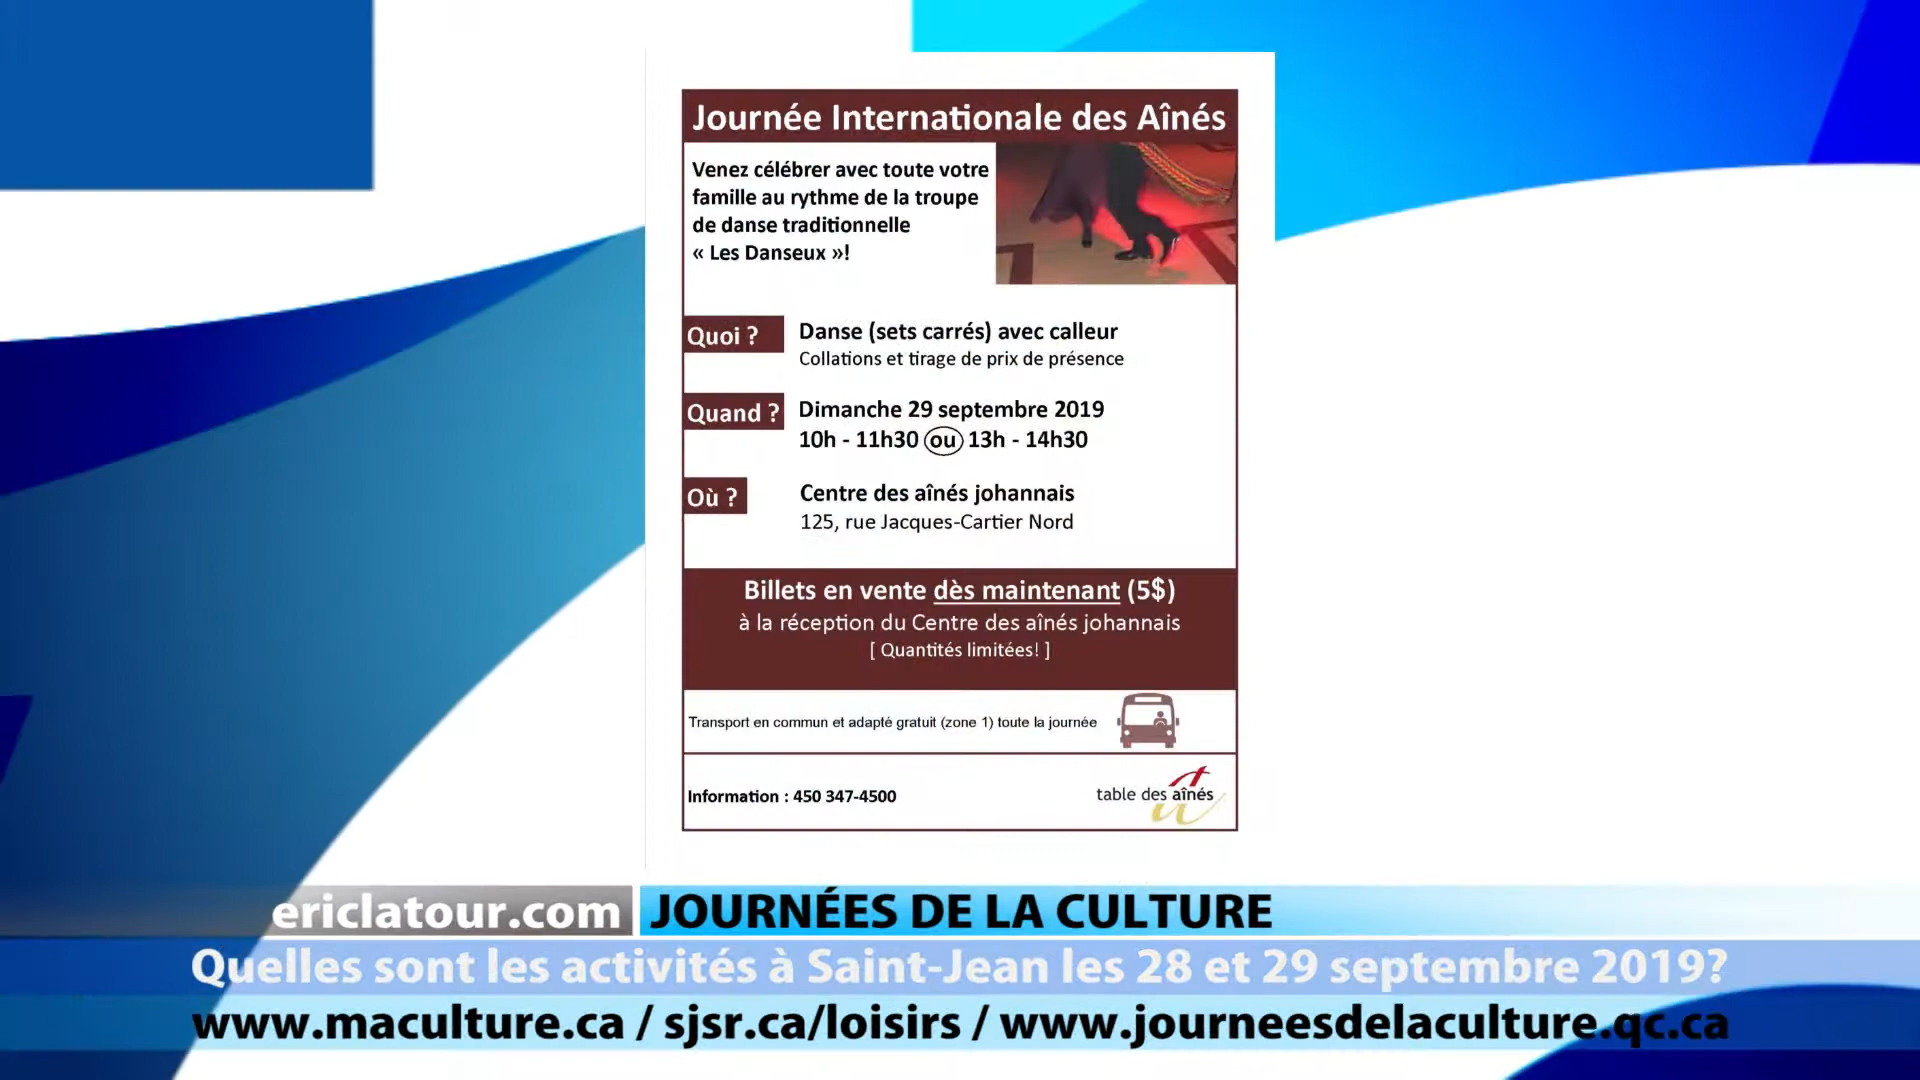 Journée Internationale des Aînés
Venez célébrer avec toute votre
famille au rythme de la troupe
de danse traditionnelle
« Les Danseux »!
Quoi ? Danse (sets carrés) avec calleur
Collations et tirage de prix de présence
Quand ? Dimanche 29 septembre 2019
10h - 11h30 ou 13h - 14h30
Où ? Centre des aînés johannais
125, rue Jacques-Cartier Nord
Billets en vente dès maintenant (5$)
à la réception du Centre des aînés johannais
[ Quantités limitées! ]
Transport en commun et adapté gratuit (zone 1) toute la journée
Information : 450 347-4500
table des aînés
ericlatour.com JOURNÉES DE LA CULTURE
Quelles sont les activités à Saint-Jean les 28 et 29 septembre 2019?
www.maculture.ca / sjsr.ca/loisirs / www.journeesdelaculture.qc.ca